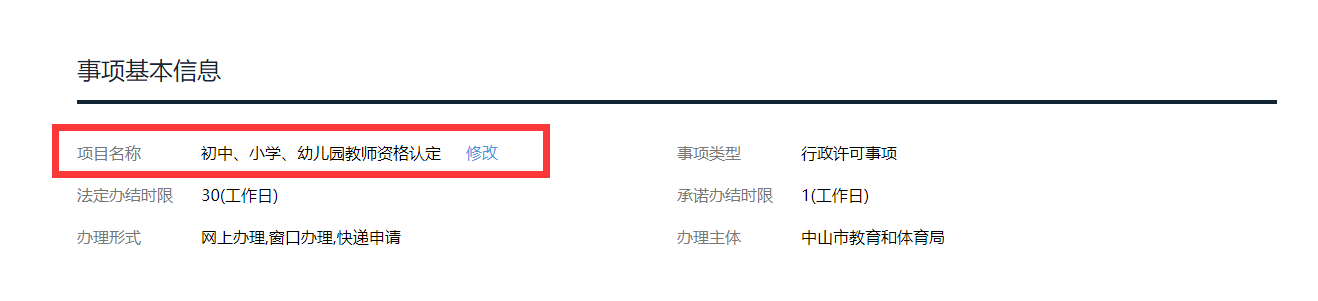 事项基本信息
项目名称 初中、小学、幼儿园教师资格认定 修改 事项类型 行政许可事项
法定办结时限 30(工作日) 承诺办结时限 1(工作日)
办理形式 网上办理,窗口办理,快递申请 办理主体 中山市教育和体育局